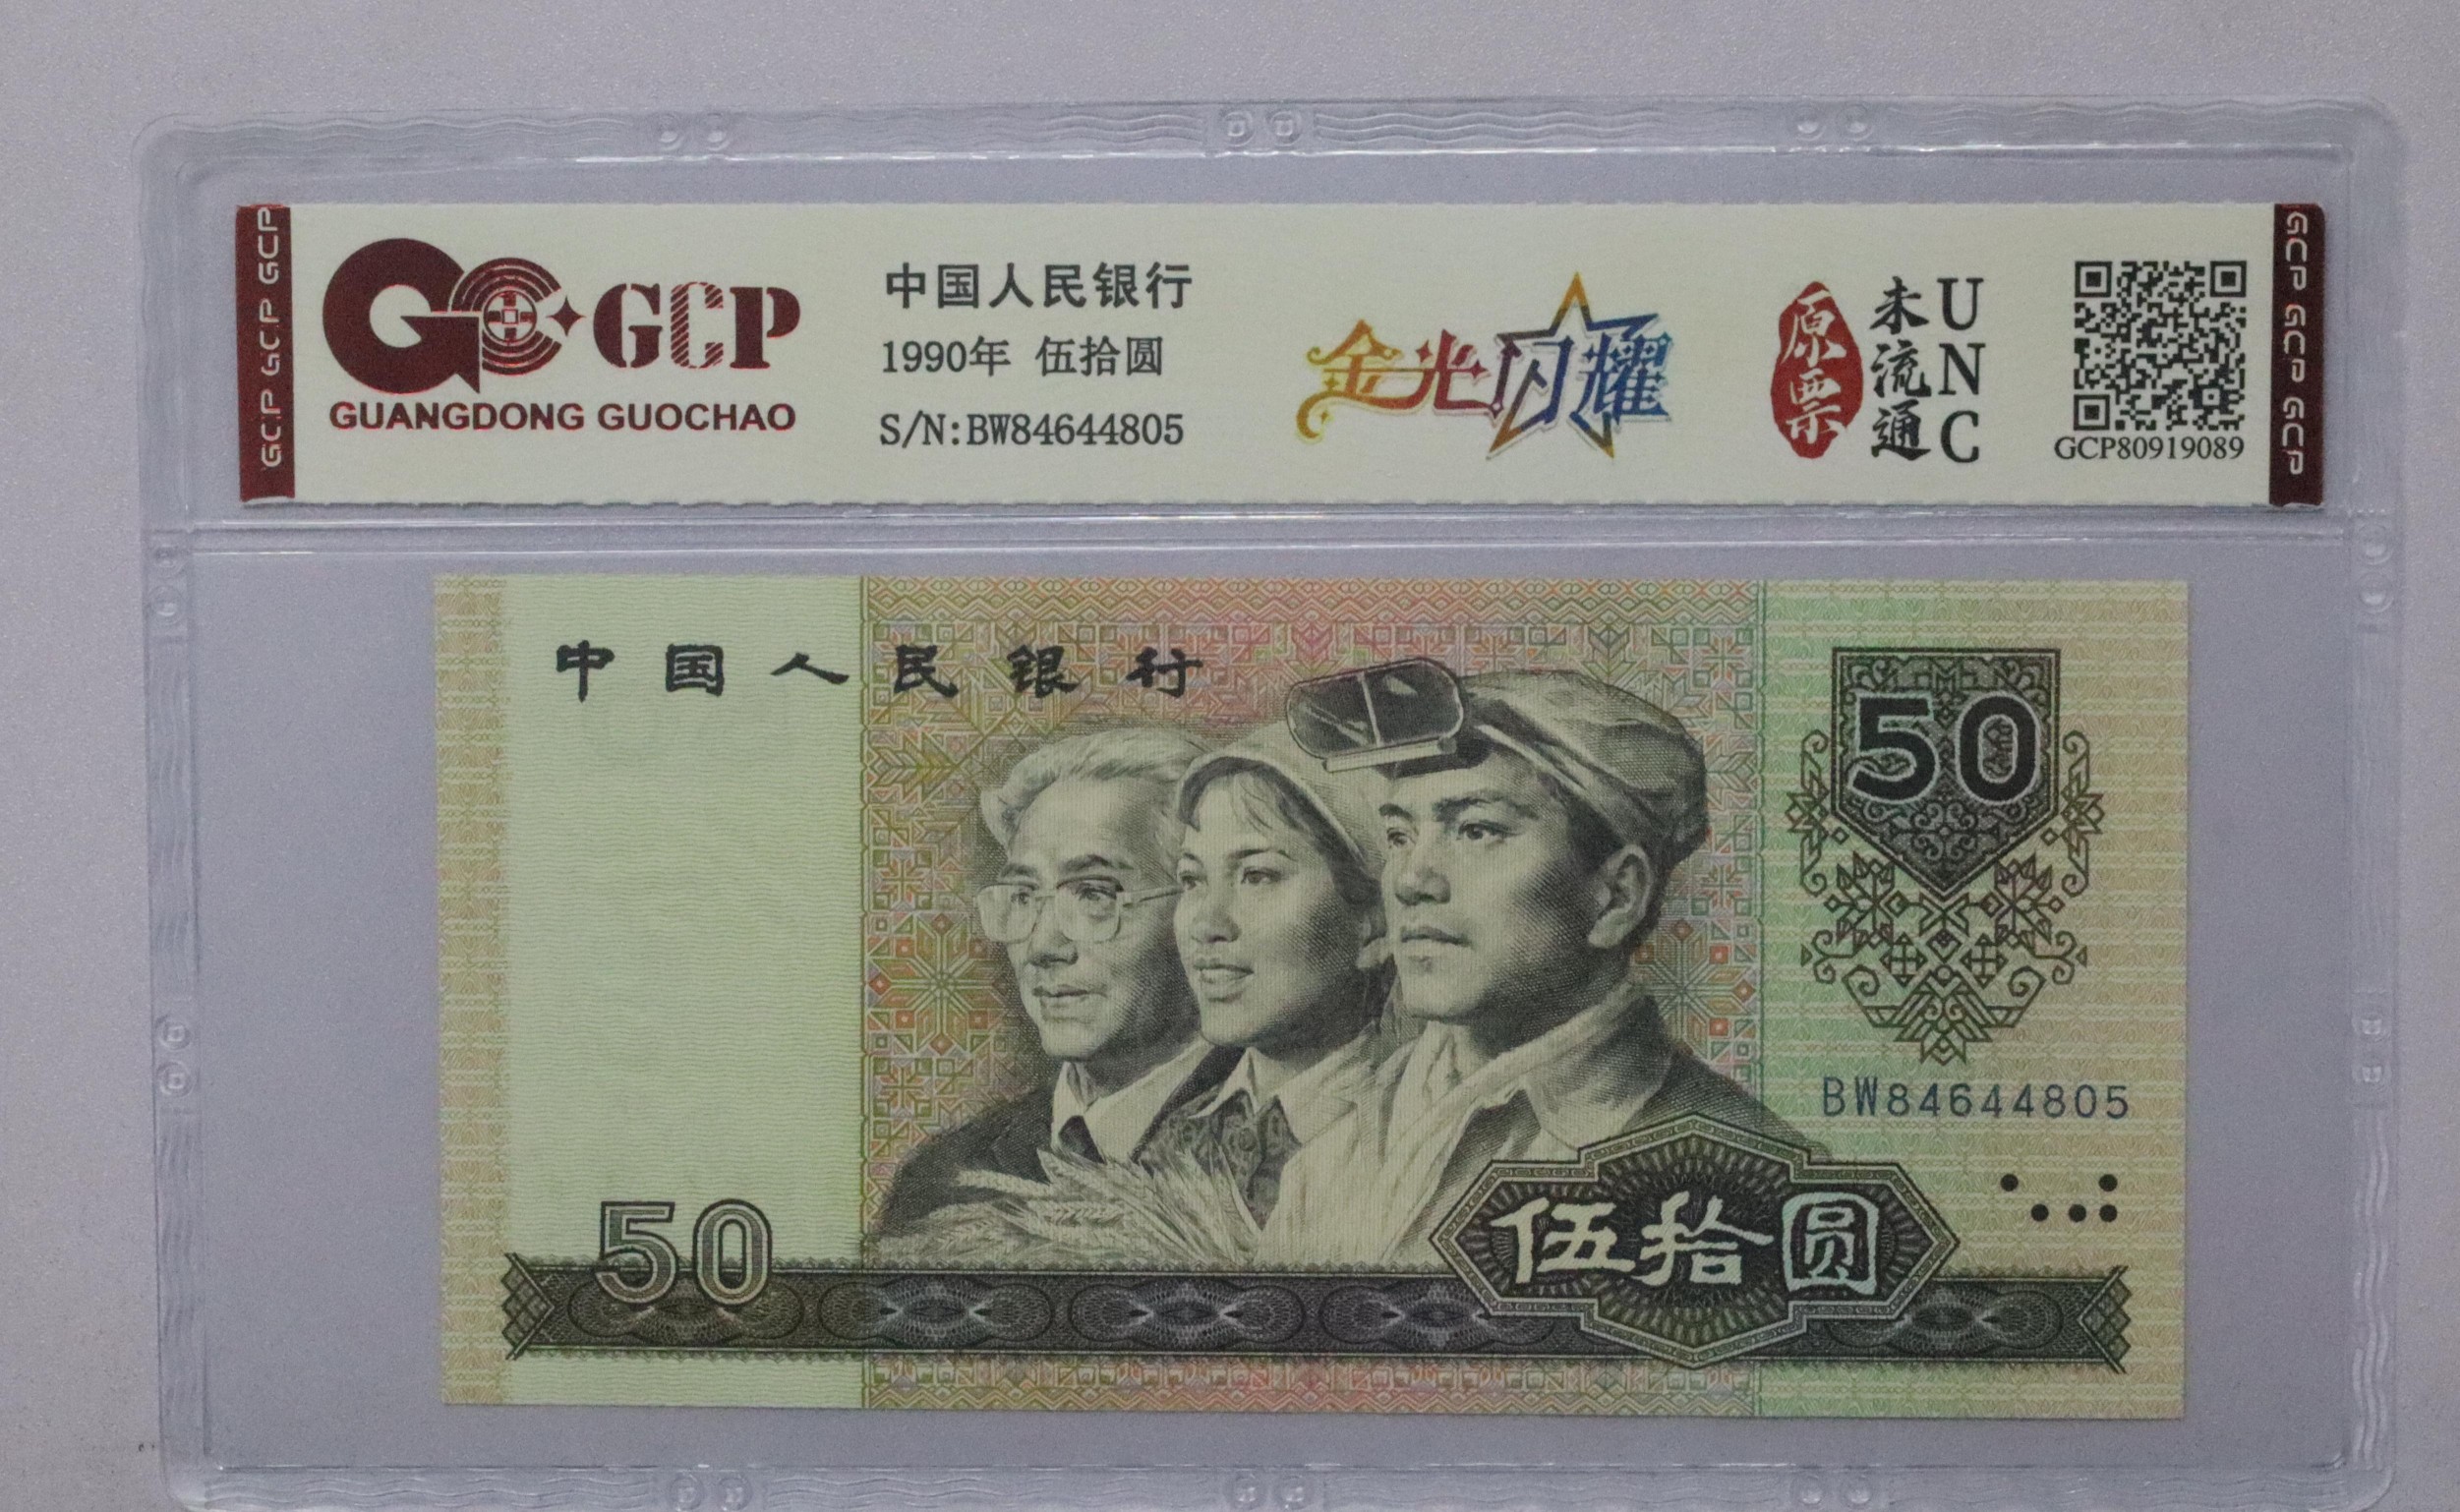 GCP GCP GCP
GCP
GUANGDONG GUOCHAO
中国人民银行
1990年 伍拾圆
S/N:BW84644805
金光闪耀
原票
未流通
UNC
GCP80919089
GCP GCP GCP
中国人民银行
50
BW84644805
50
伍拾圆